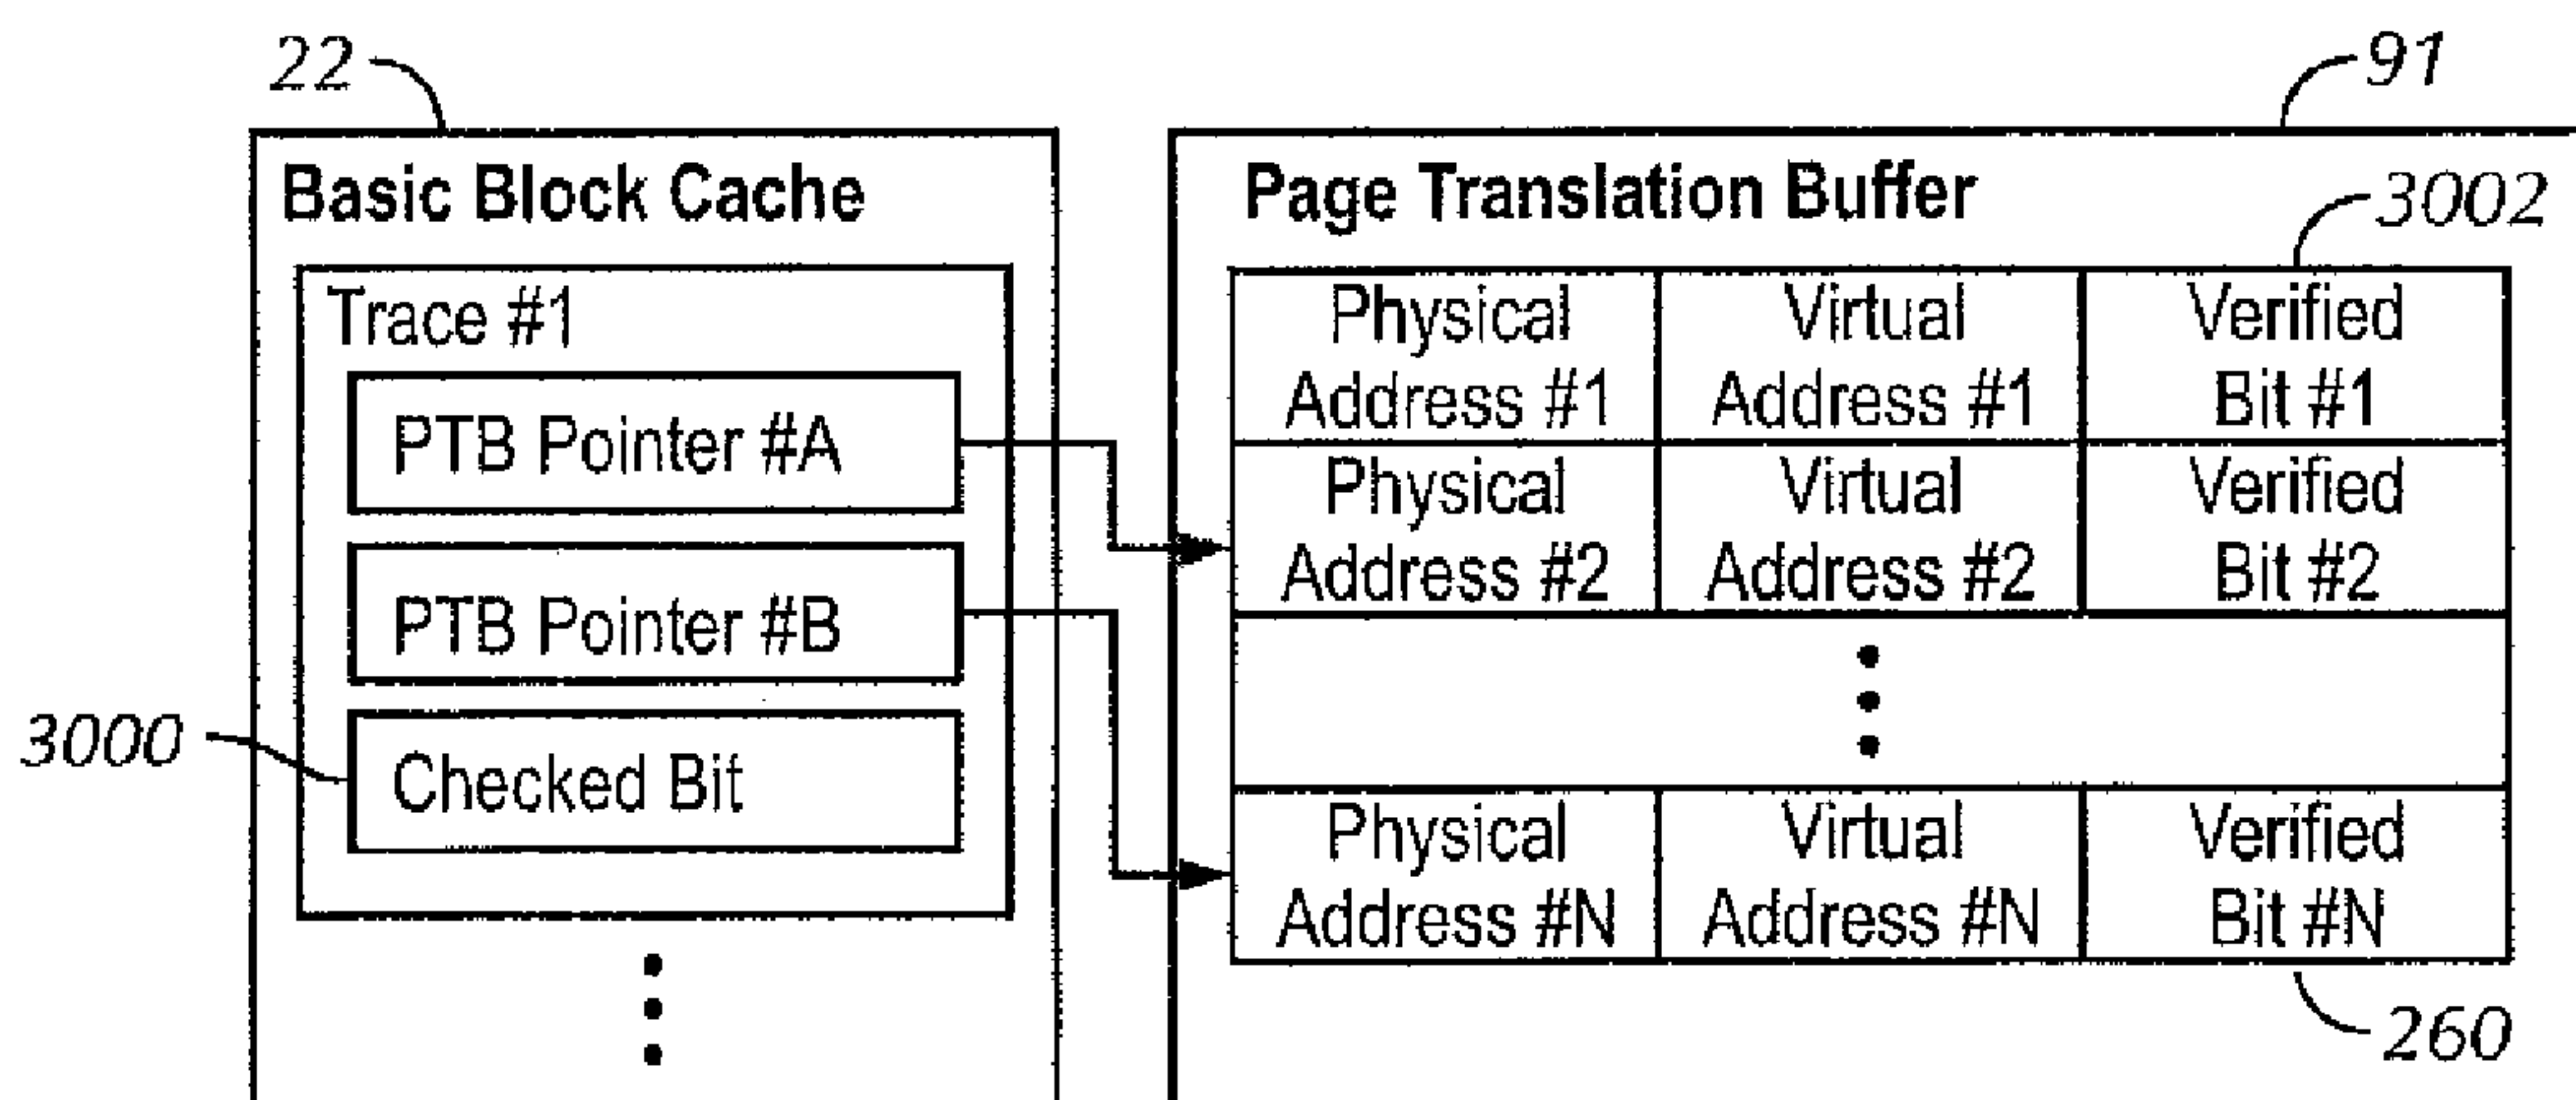 22
91
Basic Block Cache
Page Translation Buffer
3002
Trace #1
PTB Pointer #A
PTB Pointer #B
3000
Checked Bit
Physical
Address #1
Virtual
Address #1
Verified
Bit #1
Physical
Address #2
Virtual
Address #2
Verified
Bit #2
Physical
Address #N
Virtual
Address #N
Verified
Bit #N
260